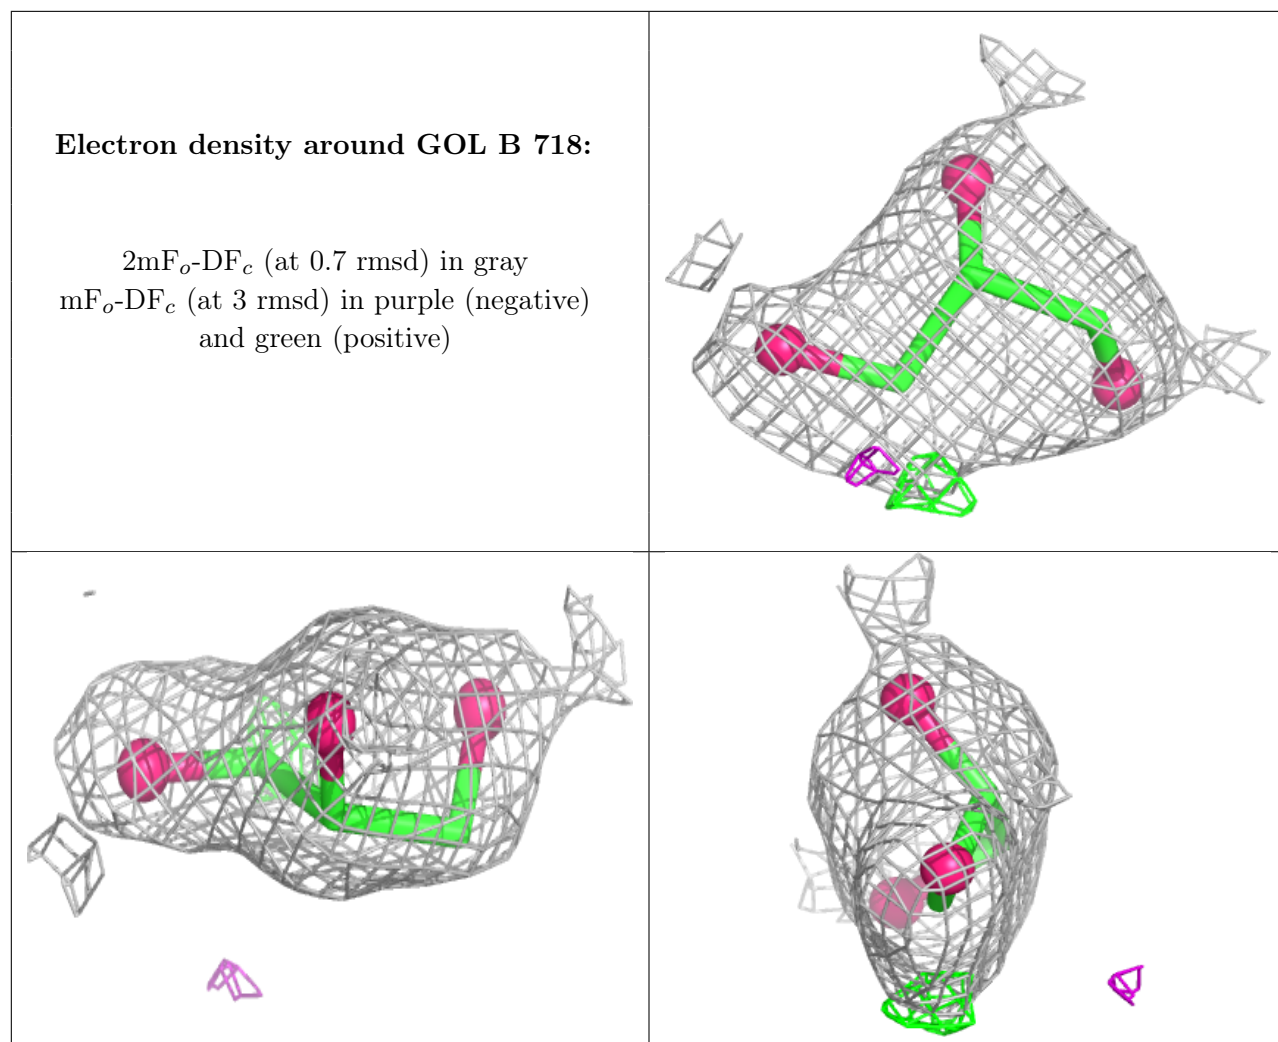 Electron density around GOL B 718:
2mFo-DFc (at 0.7 rmsd) in gray
mFo-DFc (at 3 rmsd) in purple (negative)
and green (positive)